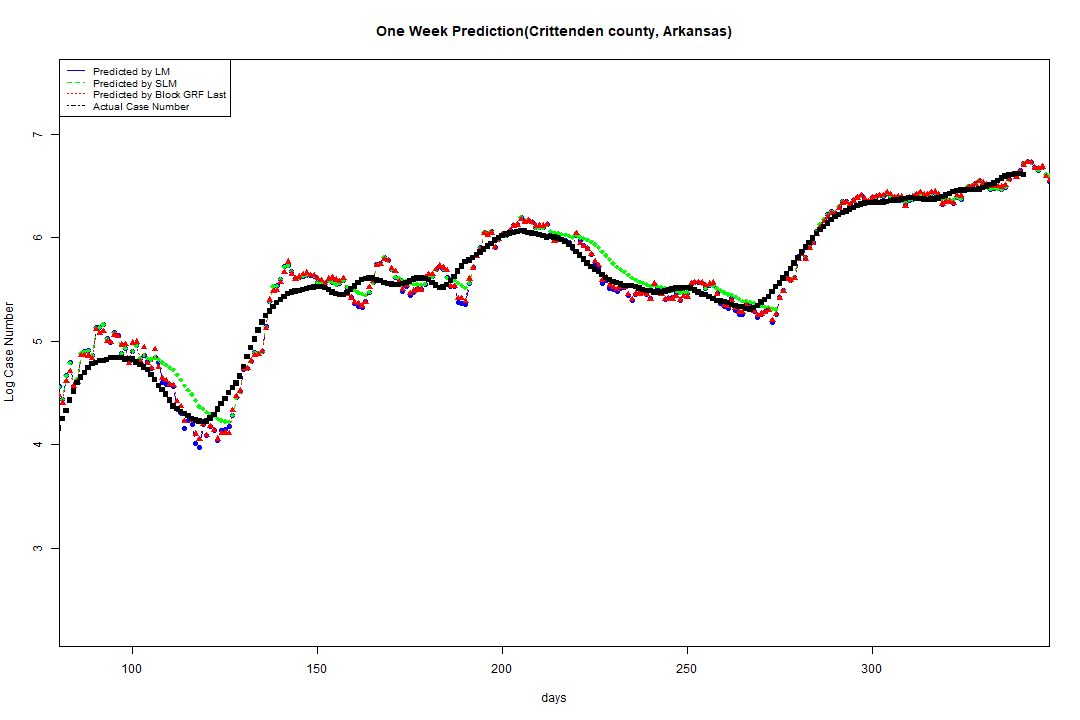 One Week Prediction(Crittenden county, Arkansas)
Predicted by LM
Predicted by SLM
Predicted by Block GRF Last
Actual Case Number
7
6
5
4
3
Log Case Number
100 150 200 250 300
days